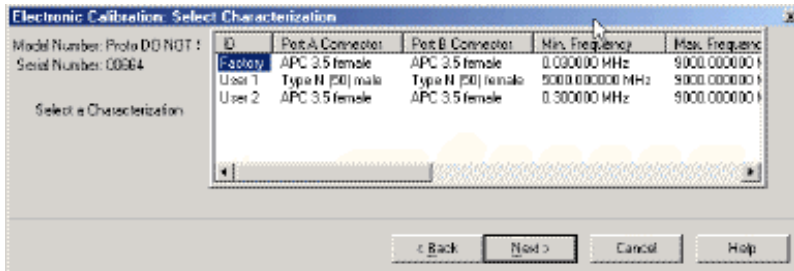 Electronic Calibration: Select Characterization
Model Number: Proto DO NOT
Serial Number: 00664
Select a Characterization
ID Port A Connector Port B Connector Min. Frequency Max. Frequenc
Factory APC 3.5 female APC 3.5 female 0.030000 MHz 9000.000000
User 1 Type N (50) male Type N (50) female 5000.000000 MHz 9000.000000
User 2 APC 3.5 female APC 3.5 female 0.300000 MHz 9000.000000
< Back Next > Cancel Help